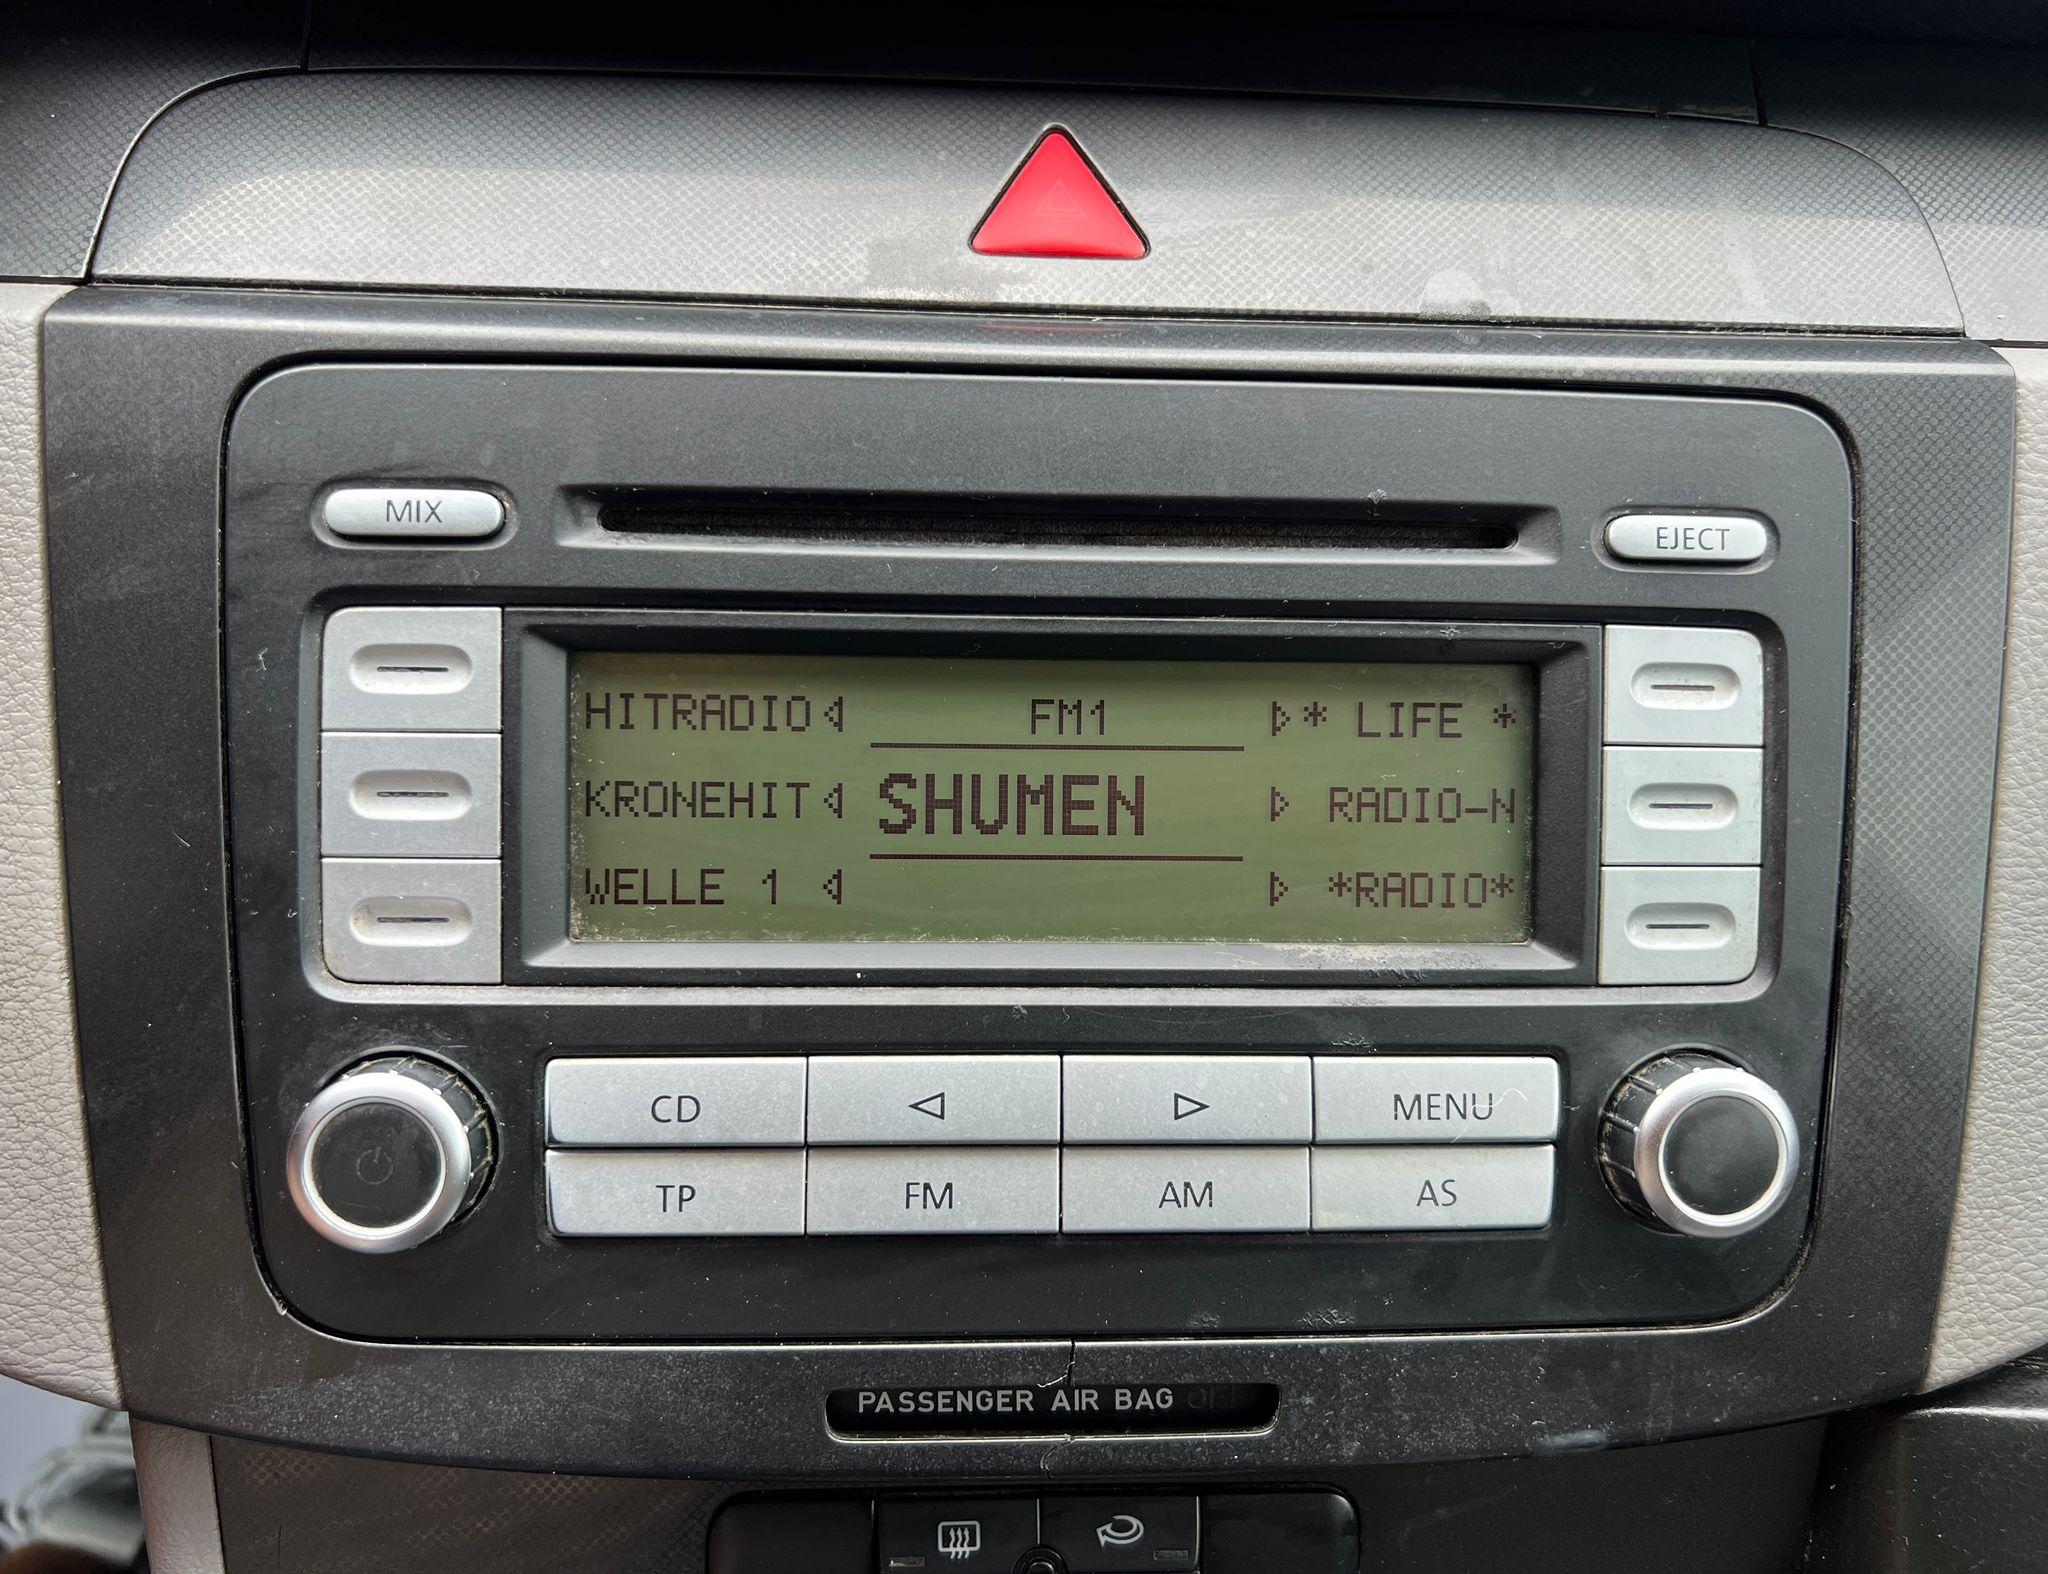 MIX
EJECT
HITRADIO FM1 * LIFE *
KRONEHIT SHUMEN RADIO-N
WELLE 1 *RADIO*
CD MENU
TP FM AM AS
PASSENGER AIR BAG OFF